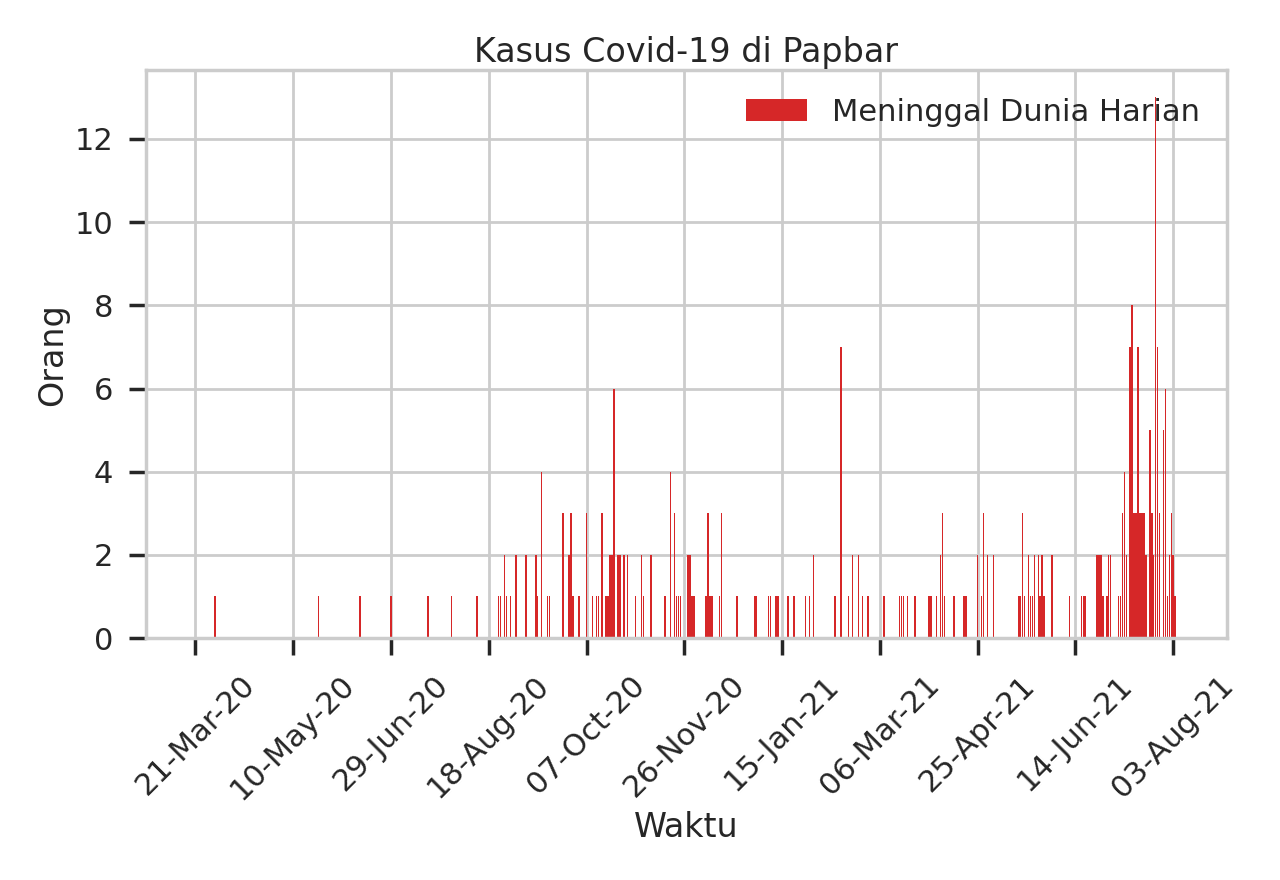 Kasus Covid-19 di Papbar
Meninggal Dunia Harian
12
10
8
6
4
2
0
Orang
21-Mar-20
10-May-20
29-Jun-20
18-Aug-20
07-Oct-20
26-Nov-20
15-Jan-21
06-Mar-21
25-Apr-21
14-Jun-21
03-Aug-21
Waktu